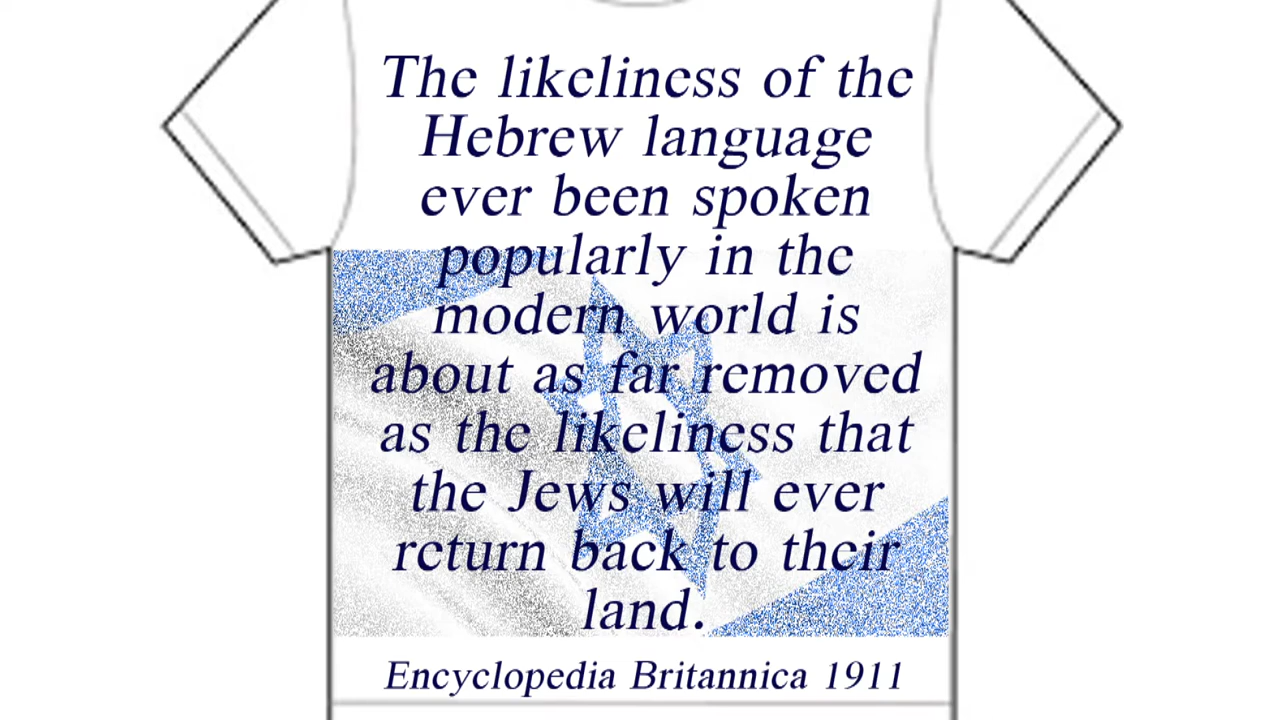 The likeliness of the
Hebrew language
ever been spoken
popularly in the
modern world is
about as far removed
as the likeliness that
the Jews will ever
return back to their
land.
Encyclopedia Britannica 1911